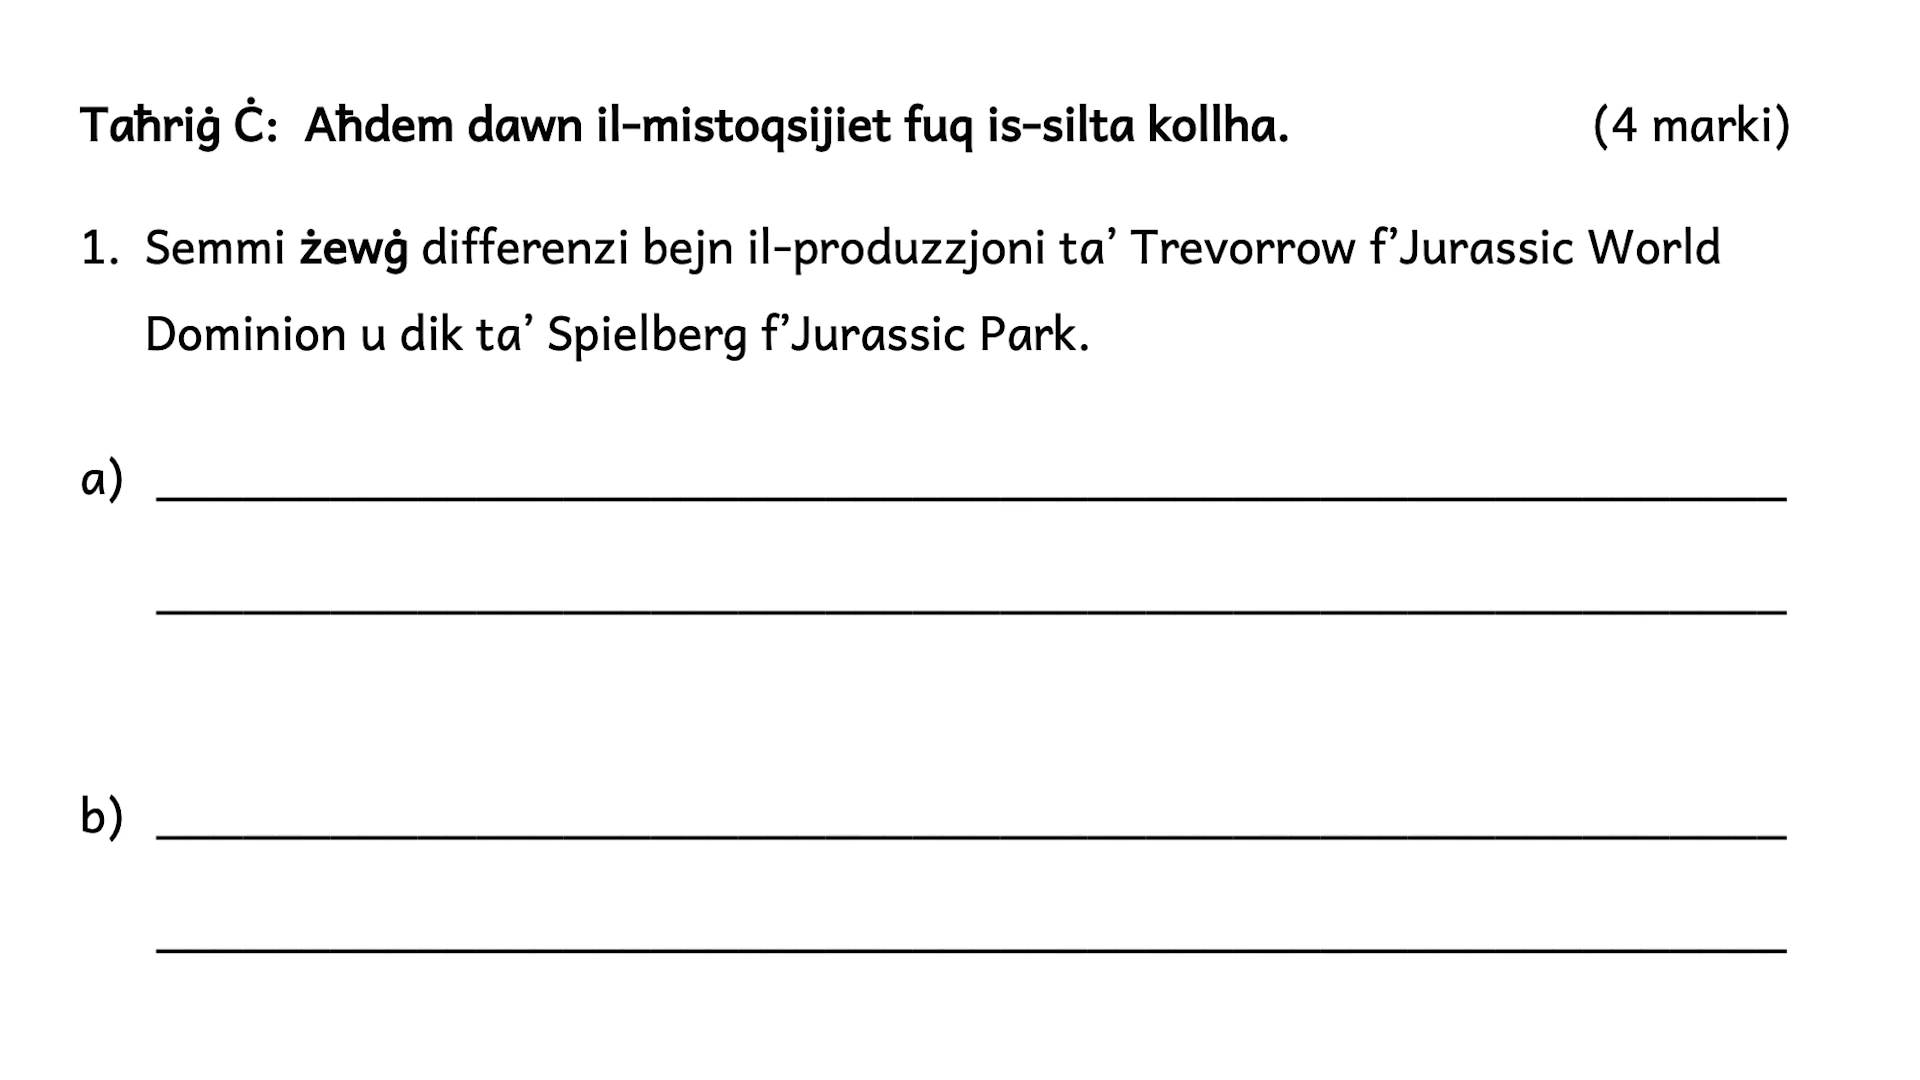 Taħriġ Ċ: Aħdem dawn il-mistoqsijiet fuq is-silta kollha. (4 marki)
1. Semmi żewġ differenzi bejn il-produzzjoni ta’ Trevorrow f’Jurassic World
Dominion u dik ta’ Spielberg f’Jurassic Park.
a)
b)